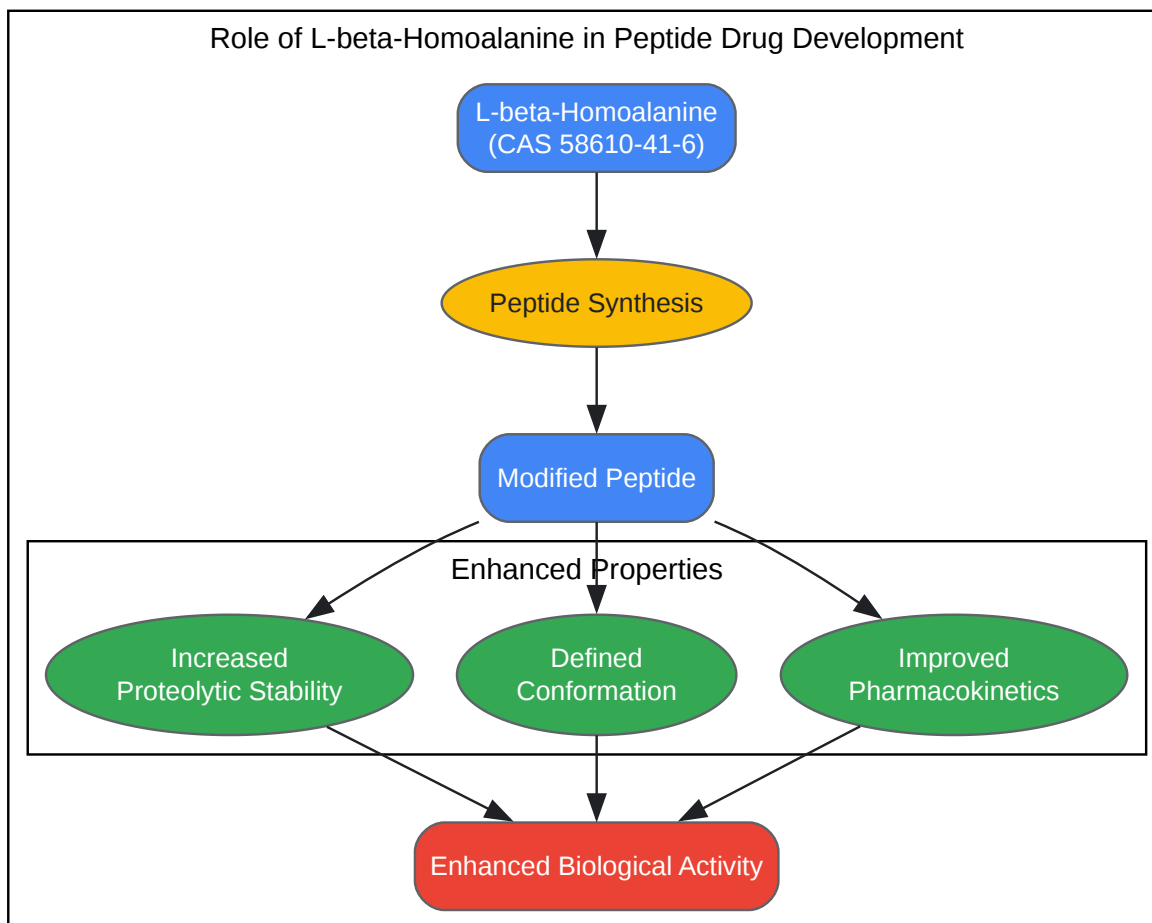 Role of L-beta-Homoalanine in Peptide Drug Development
L-beta-Homoalanine
(CAS 58610-41-6)
Peptide Synthesis
Modified Peptide
Enhanced Properties
Increased
Proteolytic Stability
Defined
Conformation
Improved
Pharmacokinetics
Enhanced Biological Activity